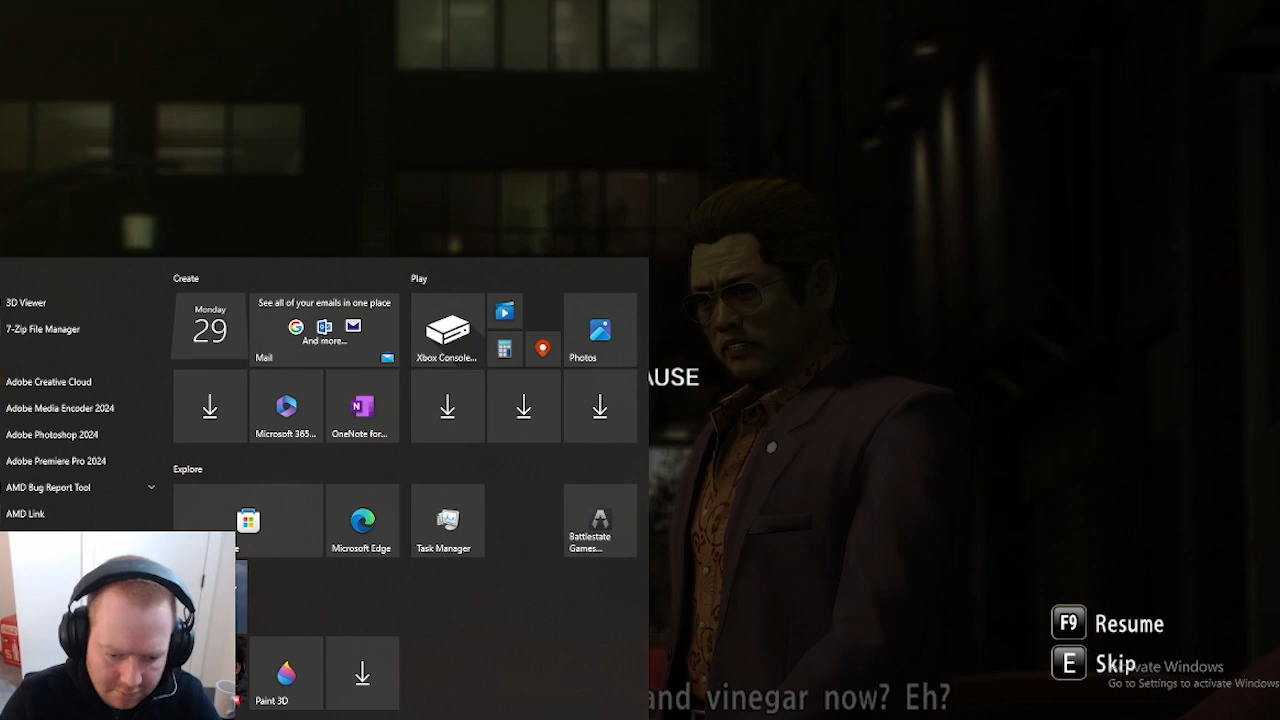 Create
Play
3D Viewer
7-Zip File Manager
Monday
29
See all of your emails in one place
And more...
Mail
Xbox Console...
Photos
AUSE
Adobe Creative Cloud
Adobe Media Encoder 2024
Adobe Photoshop 2024
Adobe Premiere Pro 2024
AMD Bug Report Tool
AMD Link
Microsoft 365...
OneNote for...
Explore
e
Microsoft Edge
Task Manager
Battlestate
Games...
Paint 3D
F9 Resume
E Skip
Activate Windows
Go to Settings to activate Windows
and vinegar now? Eh?